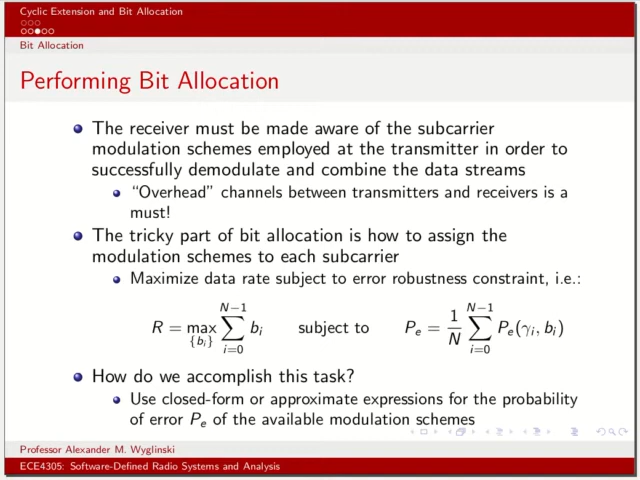 Cyclic Extension and Bit Allocation
Bit Allocation
Performing Bit Allocation
The receiver must be made aware of the subcarrier
modulation schemes employed at the transmitter in order to
successfully demodulate and combine the data streams
“Overhead” channels between transmitters and receivers is a
must!
The tricky part of bit allocation is how to assign the
modulation schemes to each subcarrier
Maximize data rate subject to error robustness constraint, i.e.:
R = max_{b_i} ∑_{i=0}^{N−1} b_i subject to P_e = 1/N ∑_{i=0}^{N−1} P_e(γ_i, b_i)
How do we accomplish this task?
Use closed-form or approximate expressions for the probability
of error P_e of the available modulation schemes
Professor Alexander M. Wyglinski
ECE4305: Software-Defined Radio Systems and Analysis